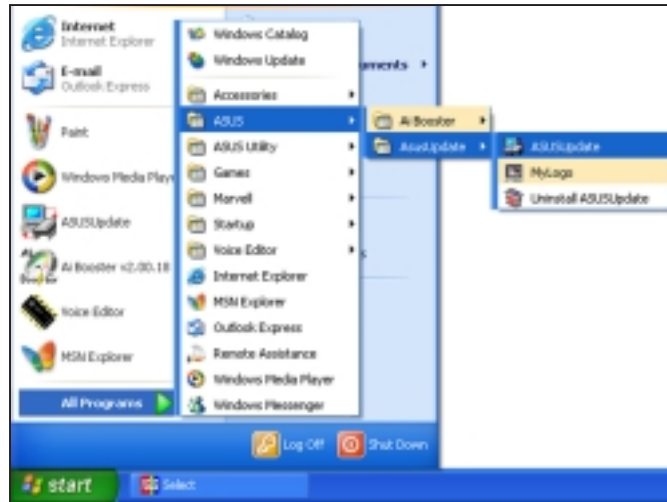 Internet
Internet Explorer
E-mail
Outlook Express
Paint
Windows Media Play
ASUSUpdate
Ai Booster v2.00.18
Voice Editor
MSN Explorer
All Programs
Windows Catalog
Windows Update
Accessories
ASUS
ASUS Utility
Games
Marvell
Startup
Voice Editor
Internet Explorer
MSN Explorer
Outlook Express
Remote Assistance
Windows Media Player
Windows Messenger
uments
s
Ai Booster
AsusUpdate
ASUSUpdate
MyLogo
Uninstall ASUSUpdate
Log Off
Shut Down
start
Select